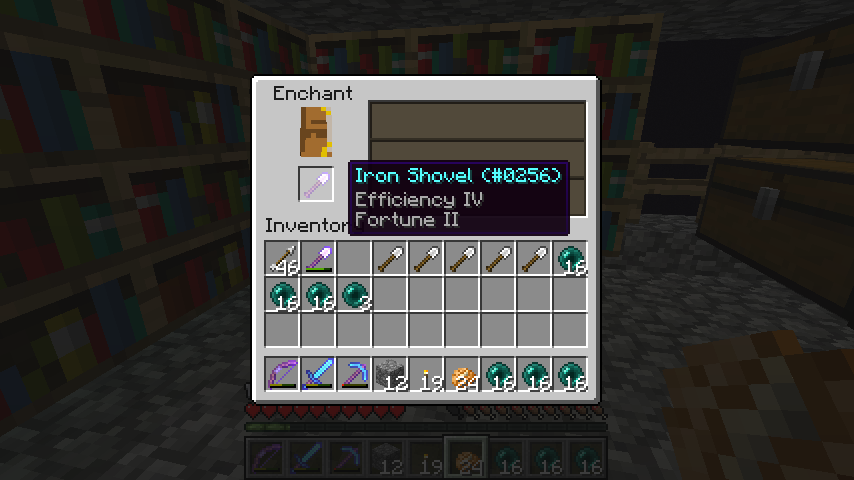 Enchant
Iron Shovel (#0256)
Efficiency IV
Fortune II
Inventor
46
16
16 16 3
12 19 24 16 16 16
12 19 24 16 16 16